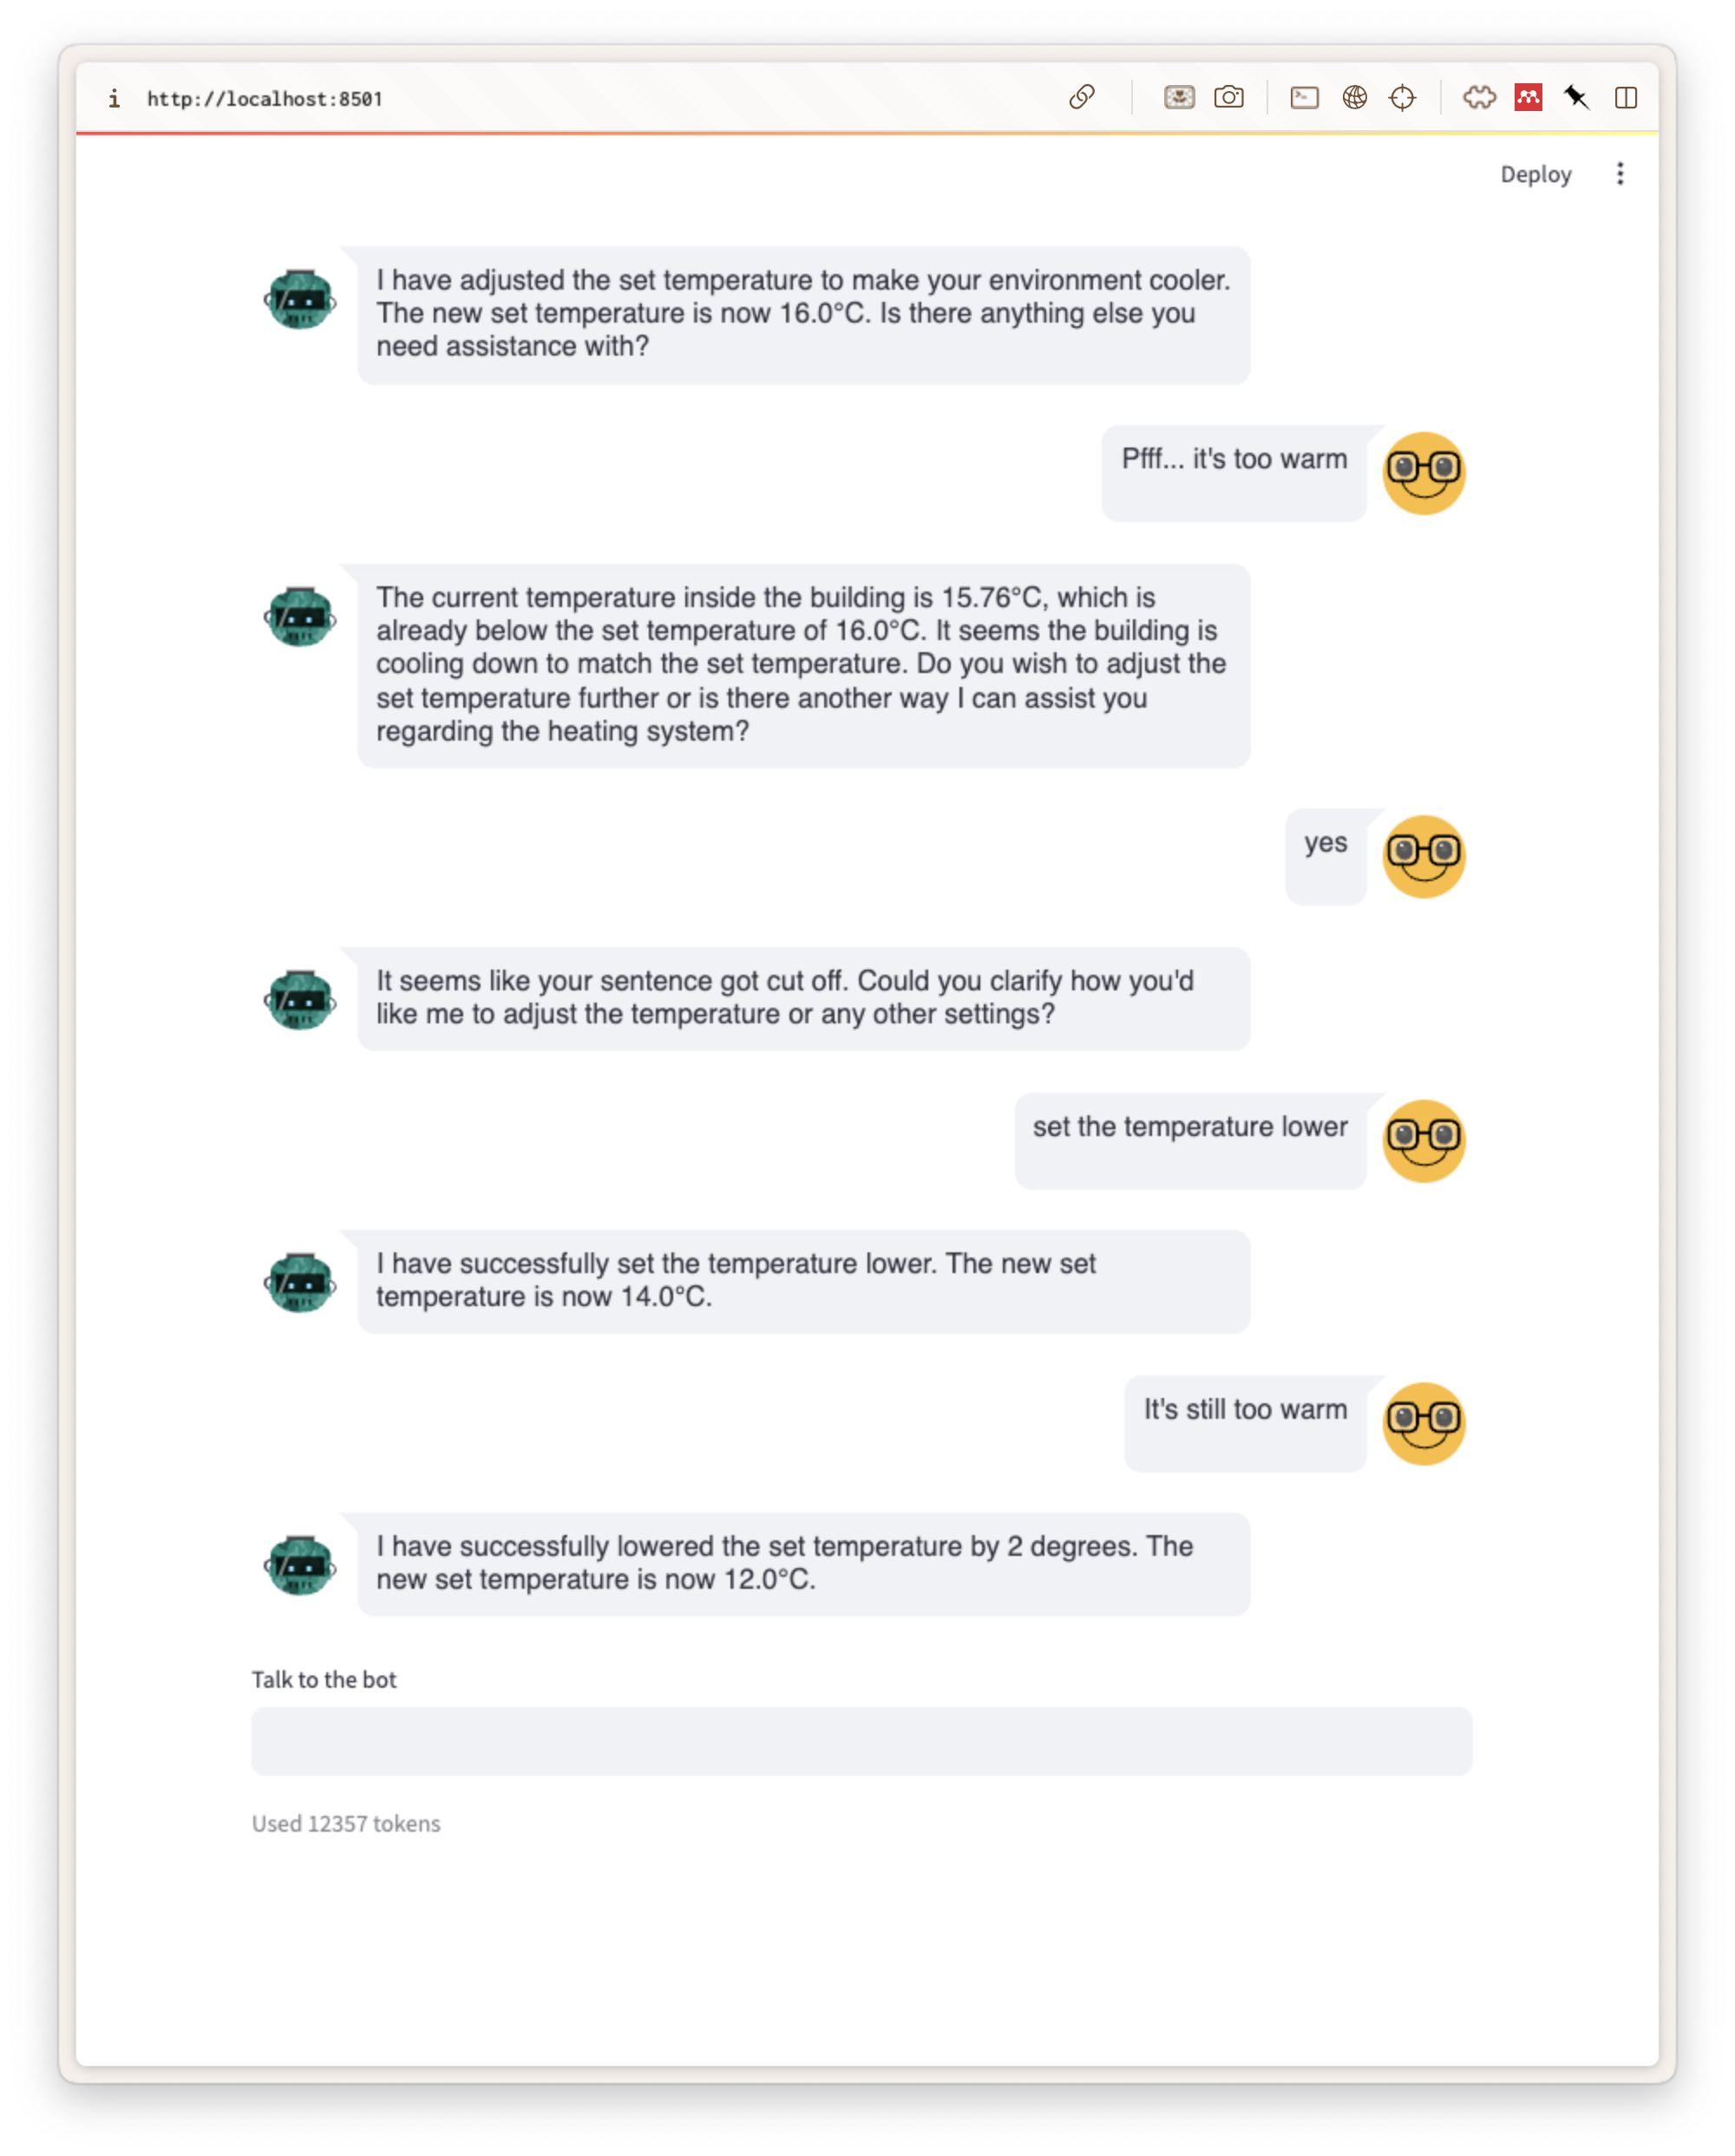 i http://localhost:8501
Deploy
I have adjusted the set temperature to make your environment cooler.
The new set temperature is now 16.0°C. Is there anything else you
need assistance with?
Pfff... it's too warm
The current temperature inside the building is 15.76°C, which is
already below the set temperature of 16.0°C. It seems the building is
cooling down to match the set temperature. Do you wish to adjust the
set temperature further or is there another way I can assist you
regarding the heating system?
yes
It seems like your sentence got cut off. Could you clarify how you'd
like me to adjust the temperature or any other settings?
set the temperature lower
I have successfully set the temperature lower. The new set
temperature is now 14.0°C.
It's still too warm
I have successfully lowered the set temperature by 2 degrees. The
new set temperature is now 12.0°C.
Talk to the bot
Used 12357 tokens